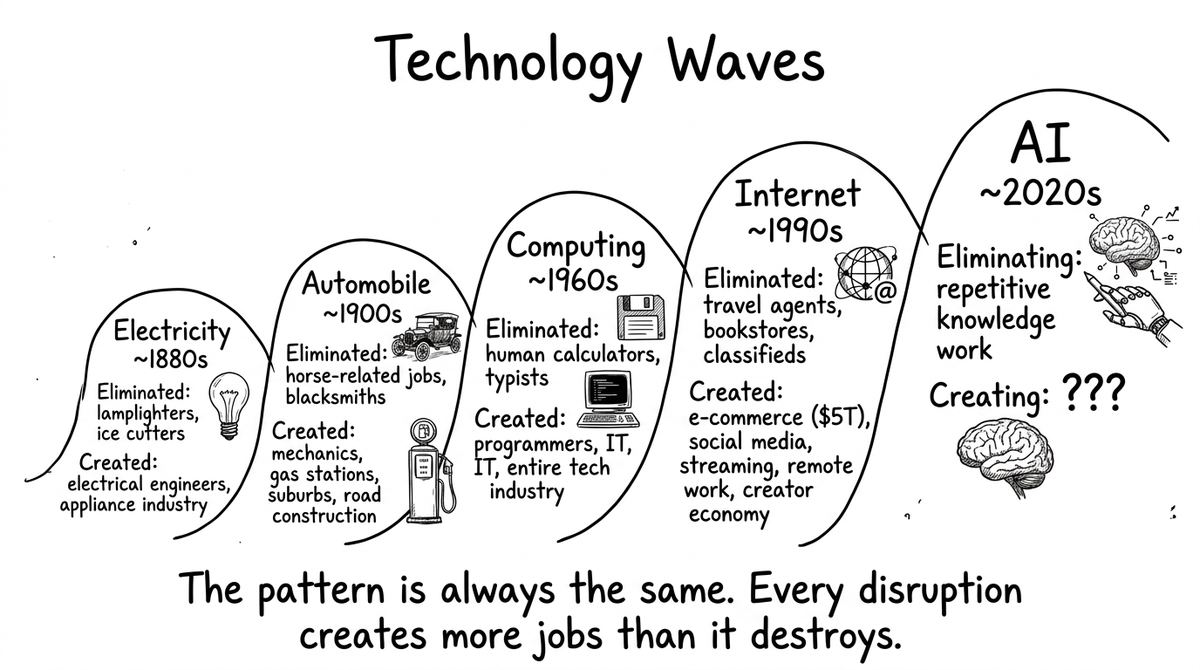 Technology Waves
Electricity
~1880s
Eliminated:
lamplighters,
ice cutters
Created:
electrical engineers,
appliance industry
Automobile
~1900s
Eliminated:
horse-related jobs,
blacksmiths
Created:
mechanics,
gas stations,
suburbs, road
construction
Computing
~1960s
Eliminated:
human calculators,
typists
Created:
programmers, IT,
IT, entire tech
industry
Internet
~1990s
@
Eliminated:
travel agents,
bookstores,
classifieds
Created:
e-commerce ($5T),
social media,
streaming, remote
work, creator
economy
AI
~2020s
Eliminating:
repetitive
knowledge
work
Creating: ???
The pattern is always the same. Every disruption
creates more jobs than it destroys.